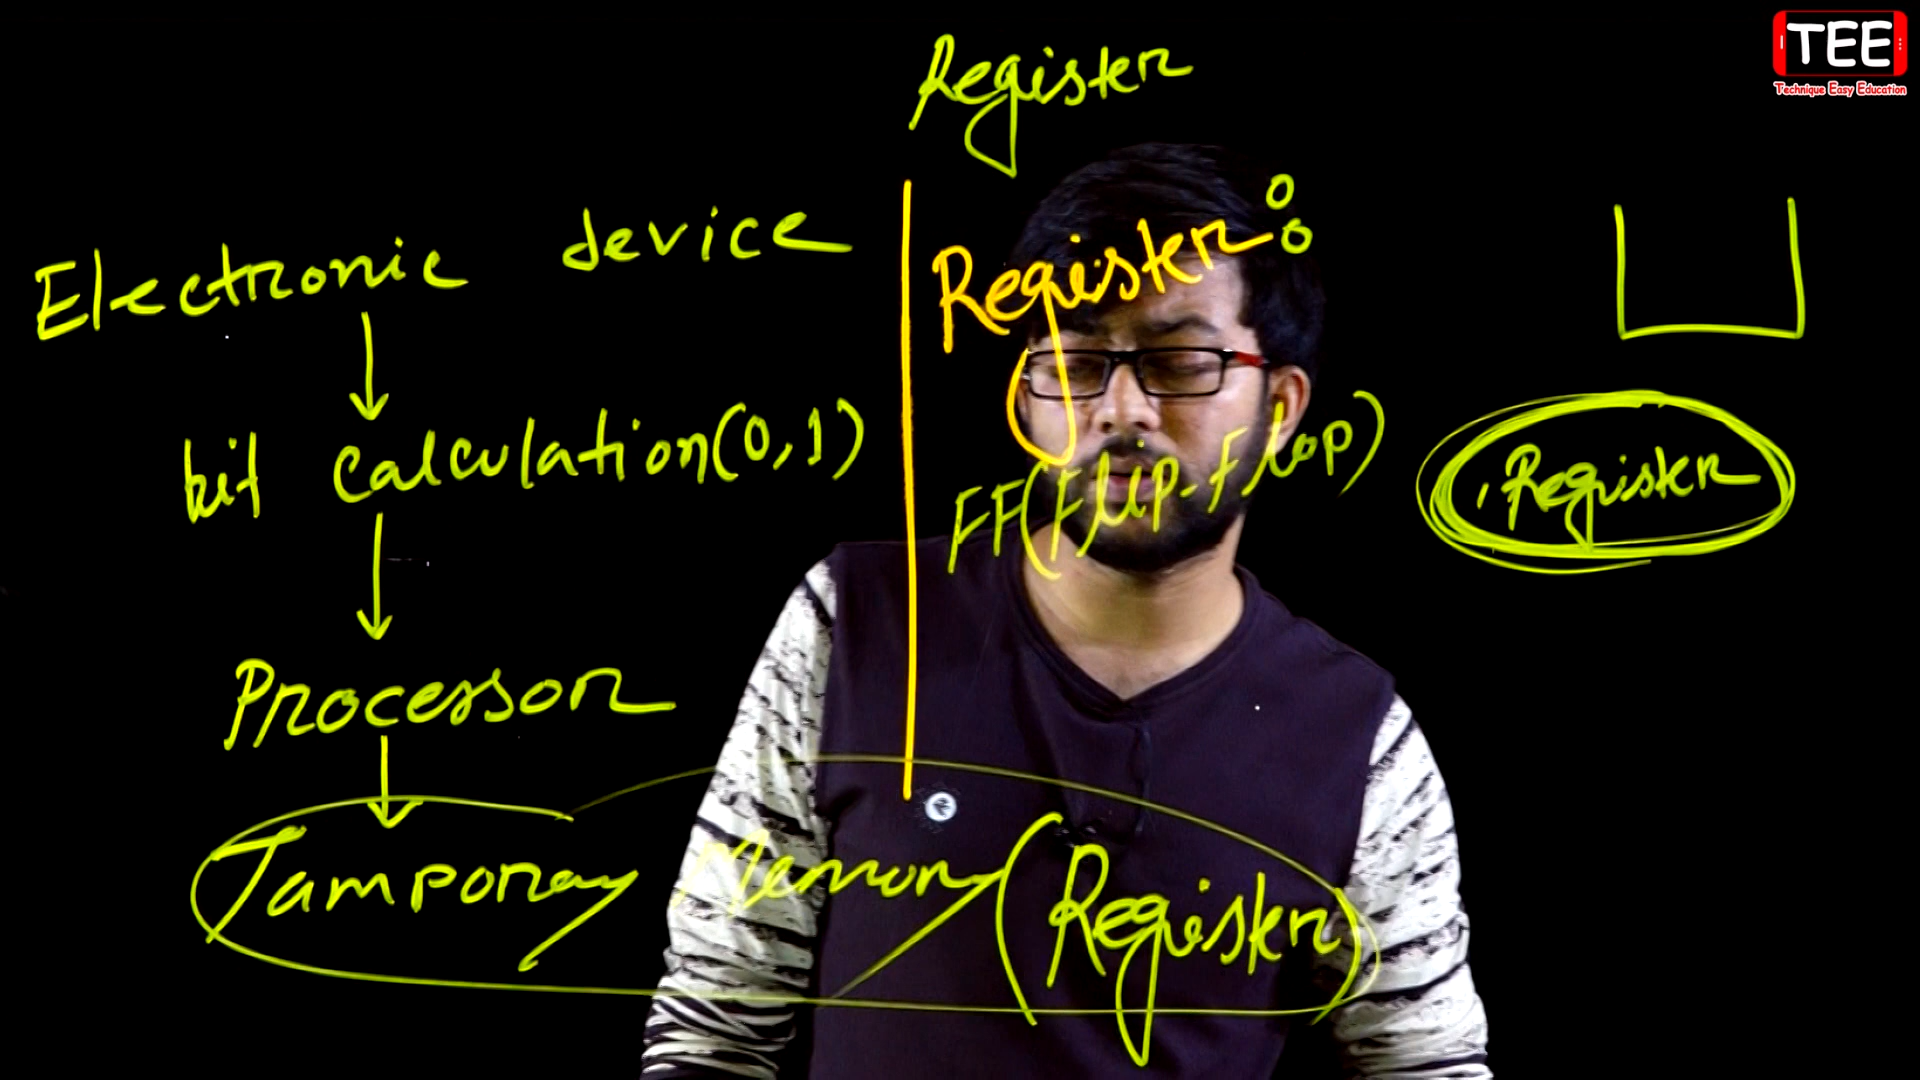 TEE
Technique Easy Education
Register
Electronic device
bit calculation(0,1)
Processor
Tamporay Memory (Register)
Register:
FF(Flip-Flop)
Register